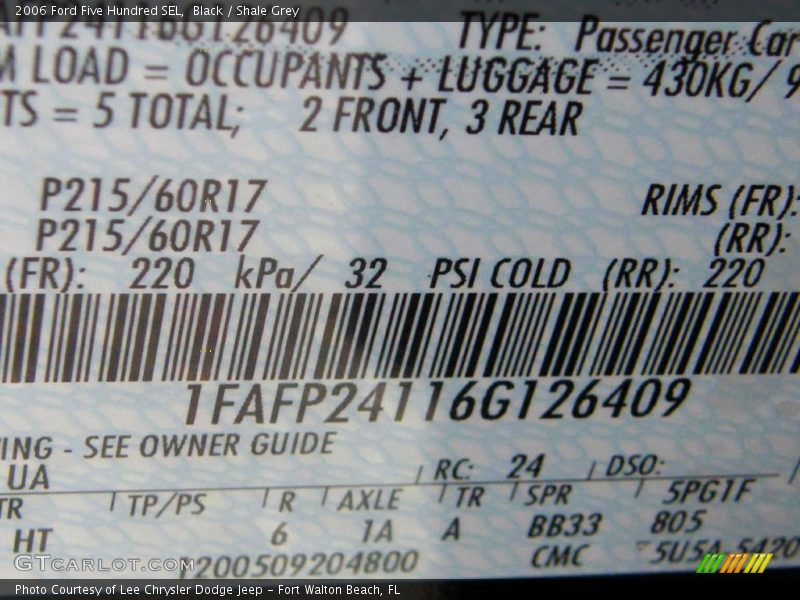 2006 Ford Five Hundred SEL, Black / Shale Grey
TYPE: Passenger Car
LOAD = OCCUPANTS + LUGGAGE = 430KG/ 9
TS = 5 TOTAL; 2 FRONT, 3 REAR
P215/60R17 RIMS (FR):
P215/60R17 (RR):
(FR): 220 kPa/ 32 PSI COLD (RR): 220
1FAFP24116G126409
ING - SEE OWNER GUIDE
UA RC: 24 DSO:
TR TP/PS R AXLE TR SPR 5PG1F
HT 6 1A A BB33 805
GTCarLot.com 200509204800 CMC 5U5A
Photo Courtesy of Lee Chrysler Dodge Jeep - Fort Walton Beach, FL